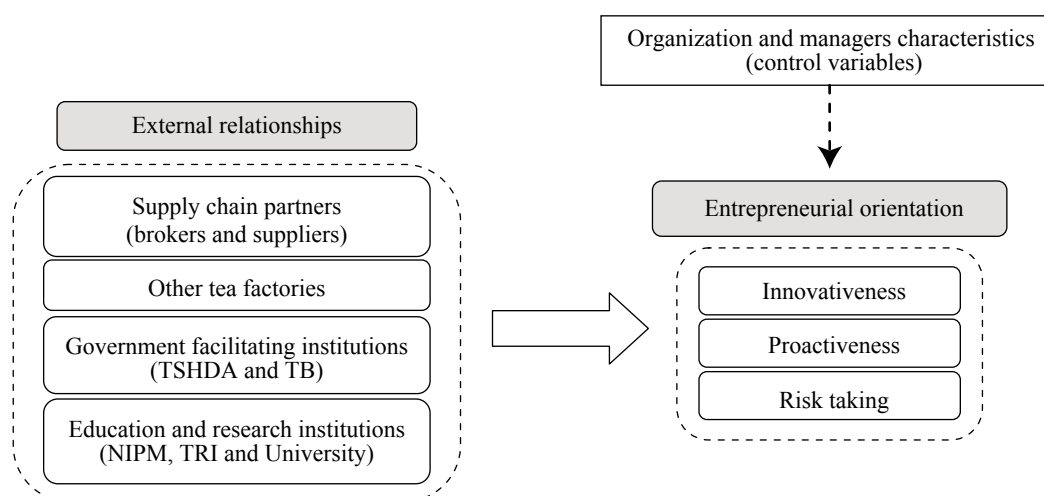 Organization and managers characteristics
(control variables)
External relationships
Supply chain partners
(brokers and suppliers)
Other tea factories
Government facilitating institutions
(TSHDA and TB)
Education and research institutions
(NIPM, TRI and University)
Entrepreneurial orientation
Innovativeness
Proactiveness
Risk taking